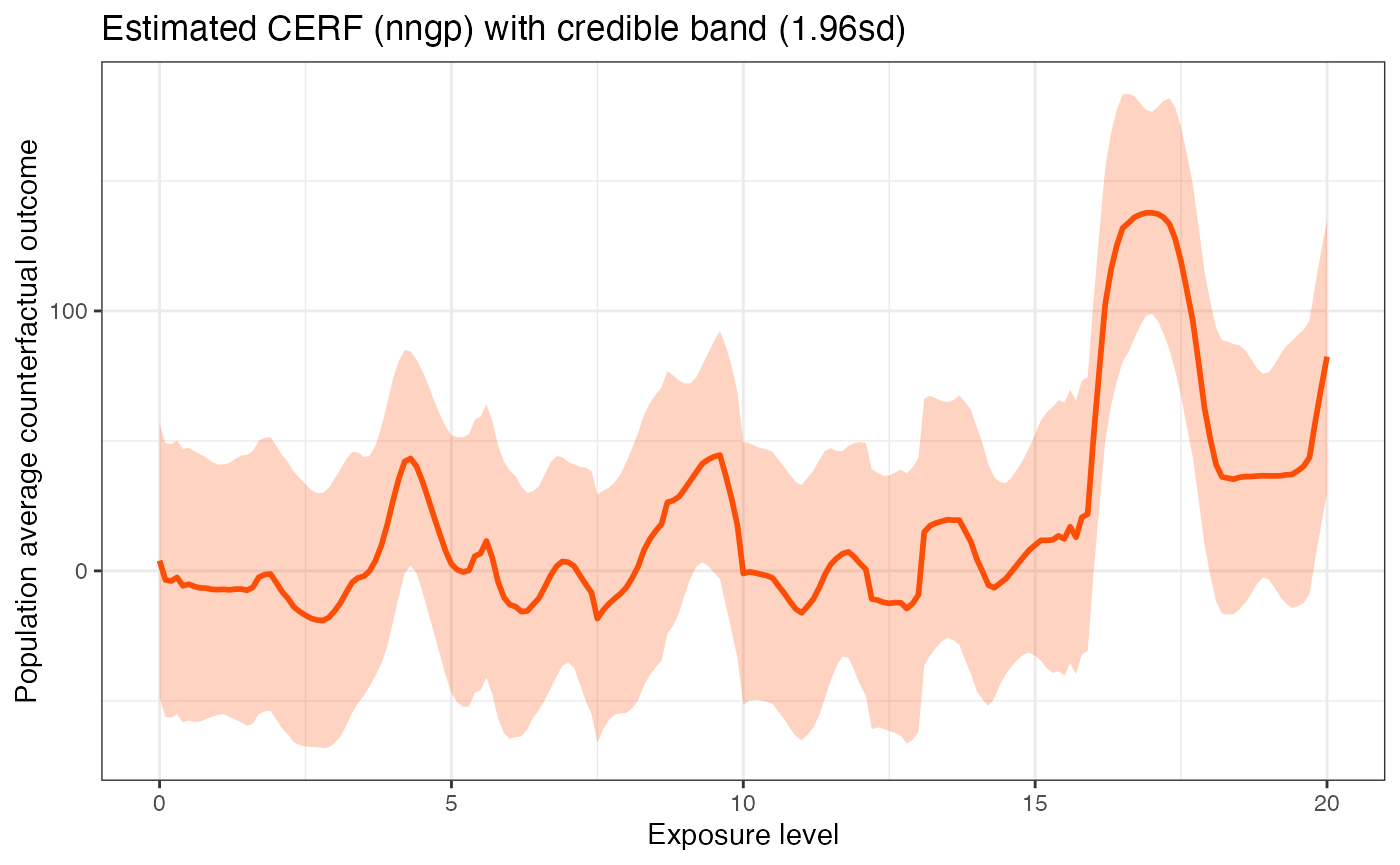 Estimated CERF (nngp) with credible band (1.96sd)
Population average counterfactual outcome
100
0
0 5 10 15 20
Exposure level